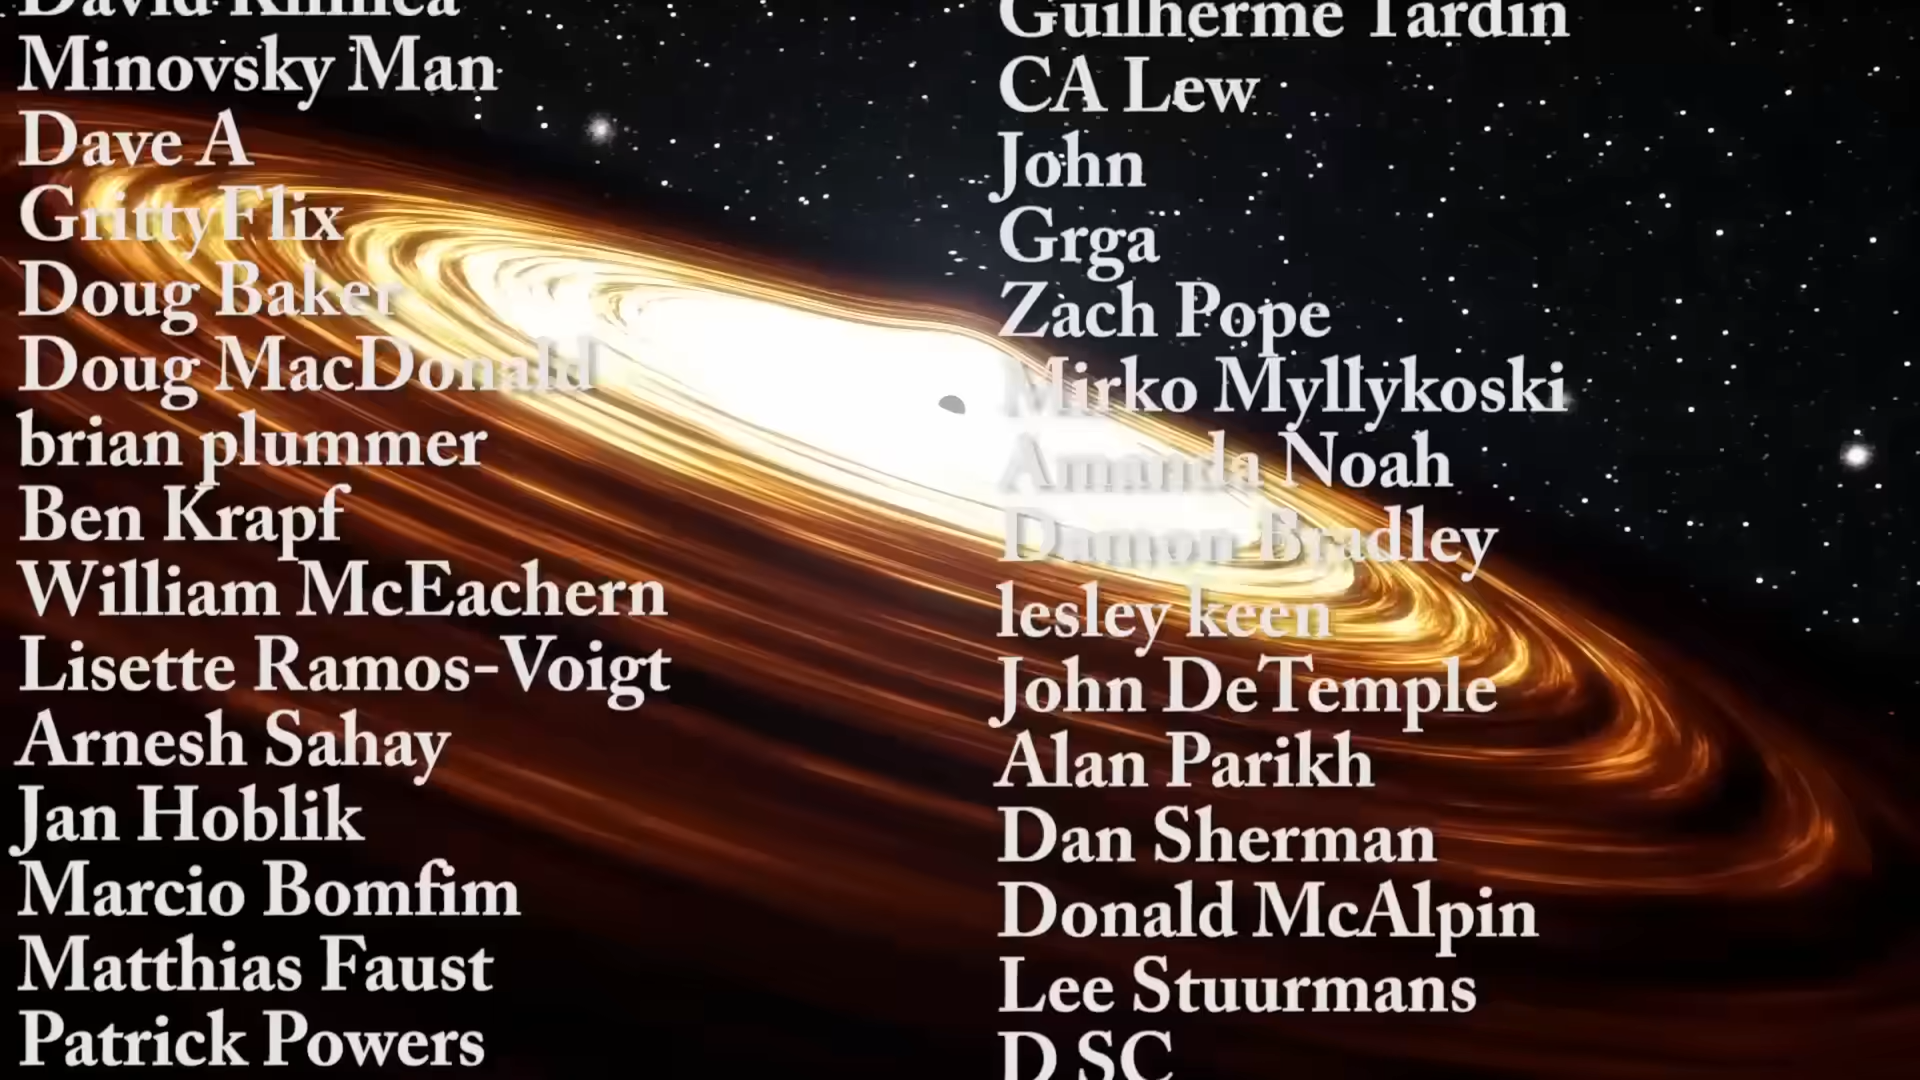 David
Minovsky Man
Dave A
GrittyFlix
Doug Baker
Doug MacDonald
brian plummer
Ben Krapf
William McEachern
Lisette Ramos-Voigt
Arnesh Sahay
Jan Hoblik
Marcio Bomfim
Matthias Faust
Patrick Powers
Guilherme Tardin
CA Lew
John
Grga
Zach Pope
Mirko Myllykoski
Amanda Noah
Damon Bradley
lesley keen
John DeTemple
Alan Parikh
Dan Sherman
Donald McAlpin
Lee Stuurmans
D SC